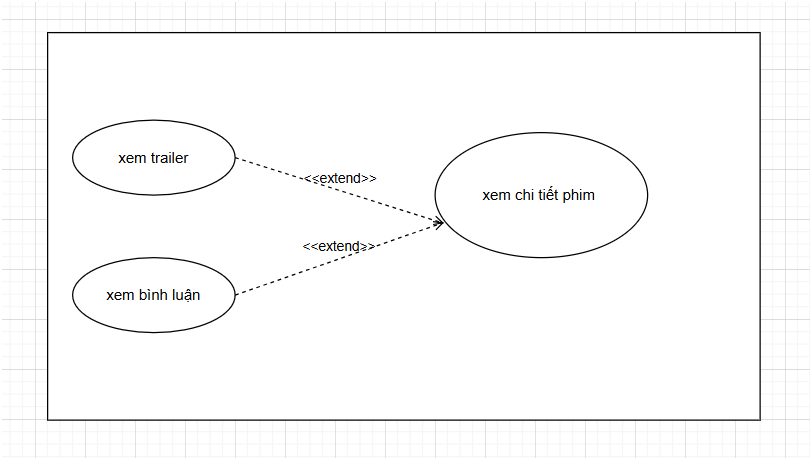 xem trailer
<<extend>>
xem chi tiết phim
<<extend>>
xem bình luận